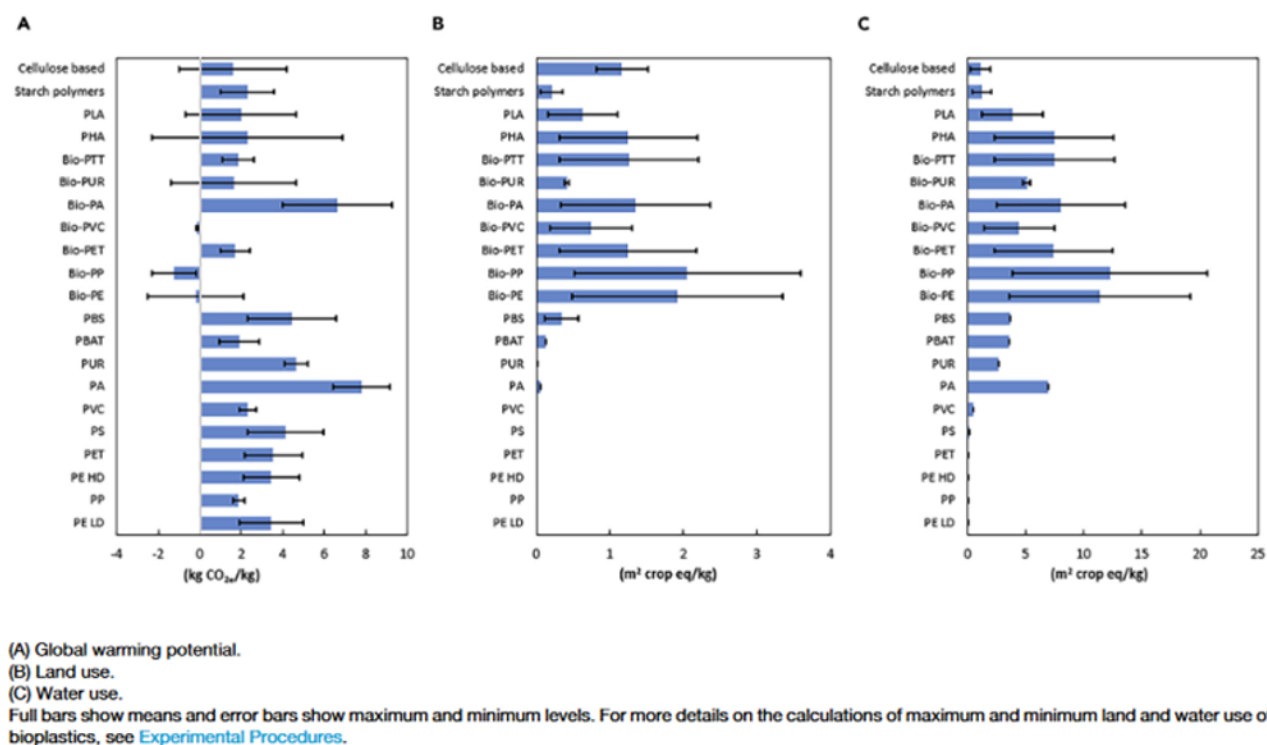 A
Cellulose based
Starch polymers
PLA
PHA
Bio-PTT
Bio-PUR
Bio-PA
Bio-PVC
Bio-PET
Bio-PP
Bio-PE
PBS
PBAT
PUR
PA
PVC
PS
PET
PE HD
PP
PE LD
-4 -2 0 2 4 6 8 10
(kg CO2e/kg)
B
Cellulose based
Starch polymers
PLA
PHA
Bio-PTT
Bio-PUR
Bio-PA
Bio-PVC
Bio-PET
Bio-PP
Bio-PE
PBS
PBAT
PUR
PA
PVC
PS
PET
PE HD
PP
PE LD
0 1 2 3 4
(m² crop eq/kg)
C
Cellulose based
Starch polymers
PLA
PHA
Bio-PTT
Bio-PUR
Bio-PA
Bio-PVC
Bio-PET
Bio-PP
Bio-PE
PBS
PBAT
PUR
PA
PVC
PS
PET
PE HD
PP
PE LD
0 5 10 15 20 25
(m² crop eq/kg)
(A) Global warming potential.
(B) Land use.
(C) Water use.
Full bars show means and error bars show maximum and minimum levels. For more details on the calculations of maximum and minimum land and water use of
bioplastics, see Experimental Procedures.